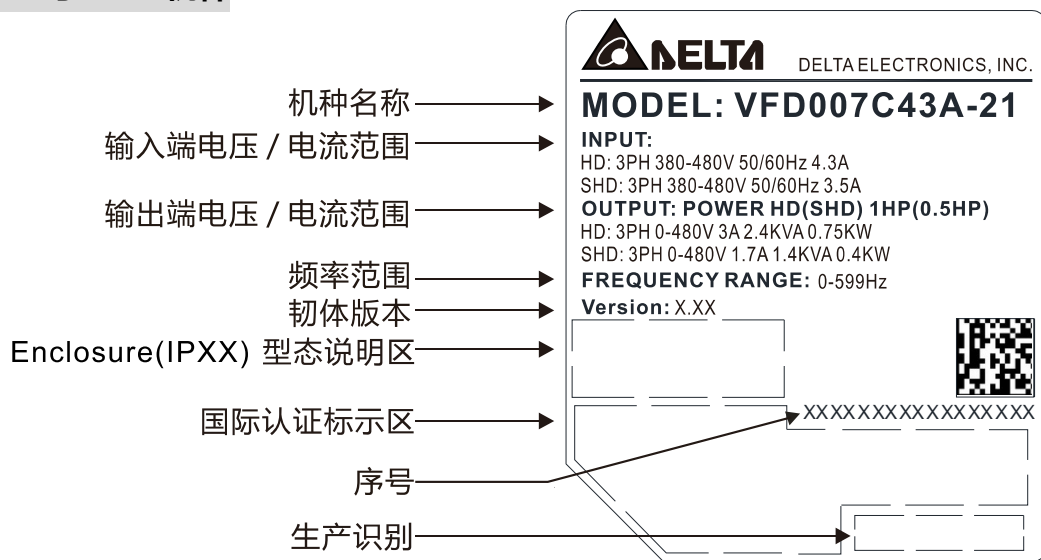 DELTA
DELTA ELECTRONICS, INC.
机种名称
MODEL: VFD007C43A-21
输入端电压 / 电流范围
INPUT:
HD: 3PH 380-480V 50/60Hz 4.3A
SHD: 3PH 380-480V 50/60Hz 3.5A
输出端电压 / 电流范围
OUTPUT: POWER HD(SHD) 1HP(0.5HP)
HD: 3PH 0-480V 3A 2.4KVA 0.75KW
SHD: 3PH 0-480V 1.7A 1.4KVA 0.4KW
频率范围
FREQUENCY RANGE: 0-599Hz
韧体版本
Version: X.XX
Enclosure(IPXX) 型态说明区
国际认证标示区
XXXXXXXXXXXXXXXXX
序号
生产识别